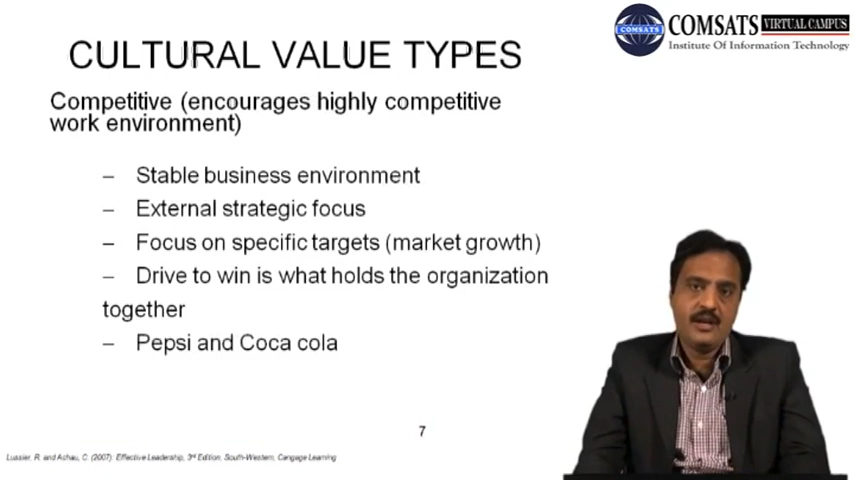 COMSATS
COMSATS VIRTUAL CAMPUS
Institute Of Information Technology
CULTURAL VALUE TYPES
Competitive (encourages highly competitive
work environment)
– Stable business environment
– External strategic focus
– Focus on specific targets (market growth)
– Drive to win is what holds the organization
together
– Pepsi and Coca cola
7
Lussier, R. and Achau, C. (2007): Effective Leadership, 3rd Edition, South-Western, Cengage Learning